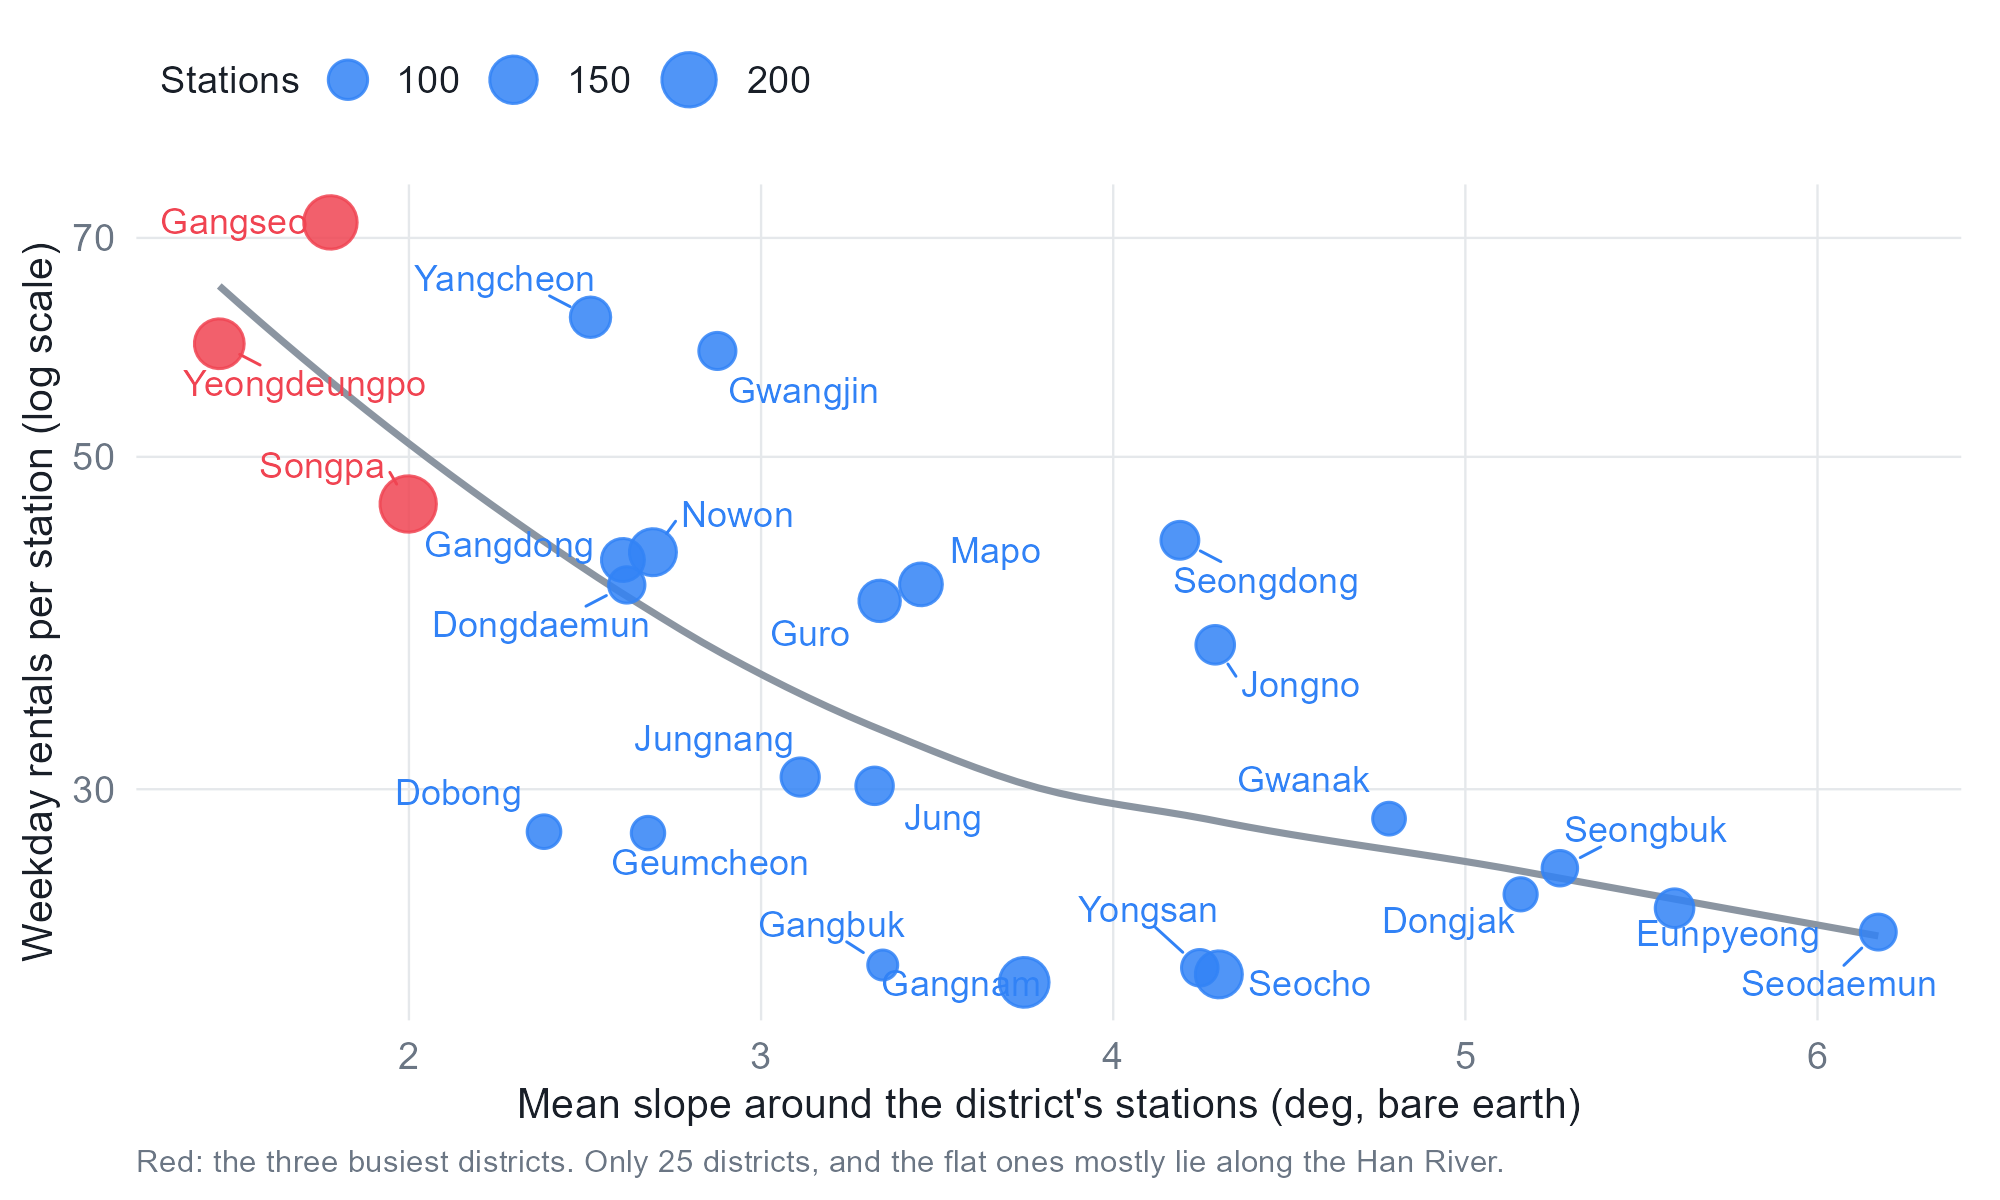 Stations 100 150 200
Gangseo
70
Yangcheon
Yeongdeungpo
Gwangjin
50
Songpa
Nowon
Gangdong
Mapo
Seongdong
Dongdaemun
Guro
Jongno
Jungnang
30
Dobong
Gwanak
Jung
Seongbuk
Geumcheon
Yongsan
Gangbuk
Dongjak
Eunpyeong
Gangnam
Seocho
Seodaemun
Weekday rentals per station (log scale)
2 3 4 5 6
Mean slope around the district's stations (deg, bare earth)
Red: the three busiest districts. Only 25 districts, and the flat ones mostly lie along the Han River.